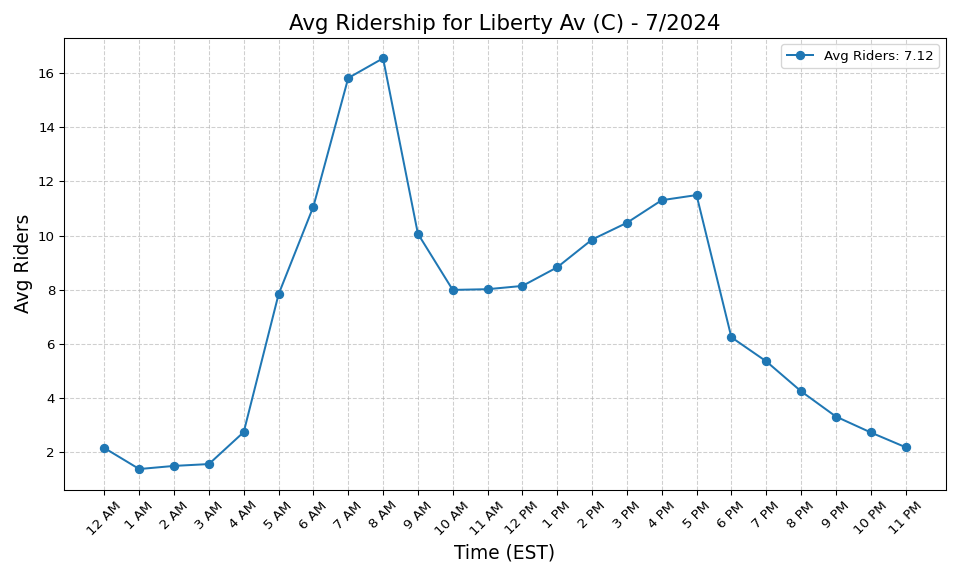 Avg Ridership for Liberty Av (C) - 7/2024
Avg Riders: 7.12
Avg Riders
16
14
12
10
8
6
4
2
12 AM
1 AM
2 AM
3 AM
4 AM
5 AM
6 AM
7 AM
8 AM
9 AM
10 AM
11 AM
12 PM
1 PM
2 PM
3 PM
4 PM
5 PM
6 PM
7 PM
8 PM
9 PM
10 PM
11 PM
Time (EST)